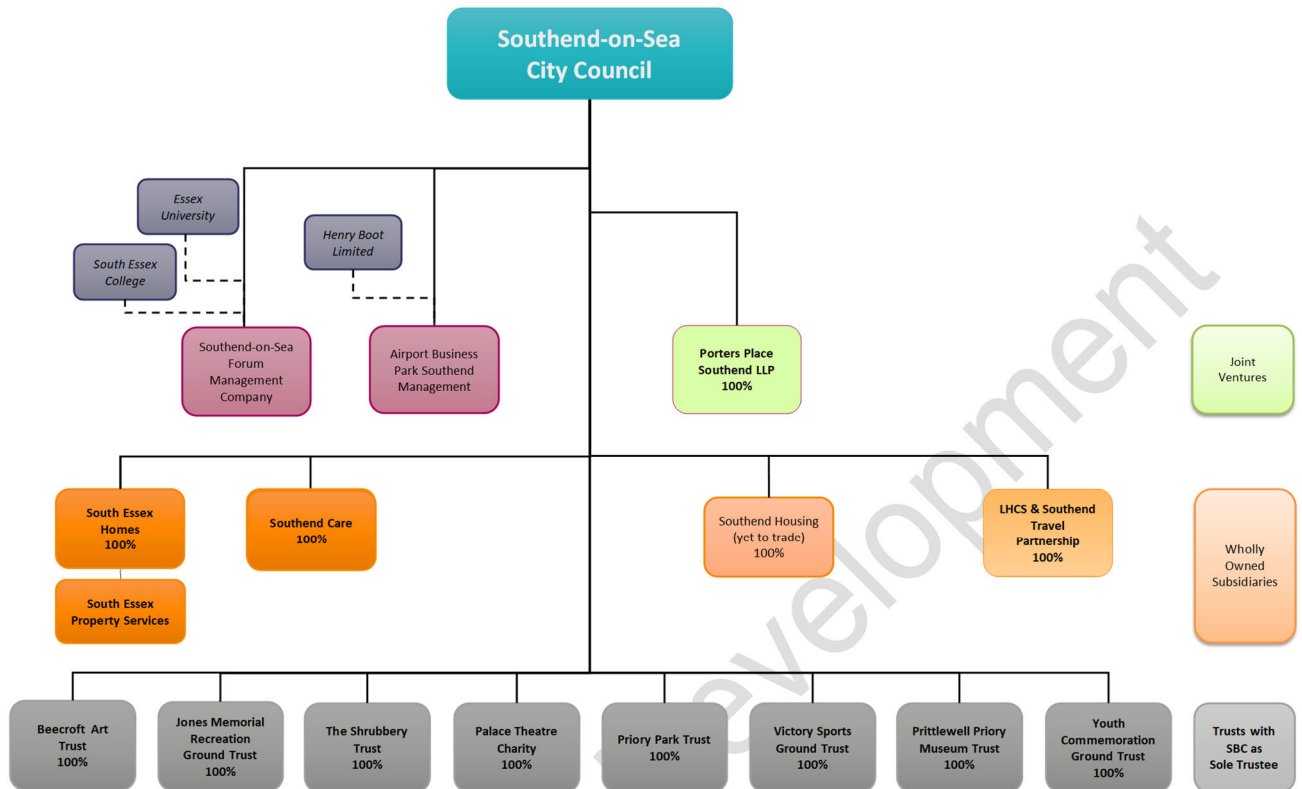 Southend-on-Sea
City Council
Essex
University
South Essex
College
Henry Boot
Limited
Southend-on-Sea
Forum
Management
Company
Airport Business
Park Southend
Management
Porters Place
Southend LLP
100%
Joint
Ventures
South Essex
Homes
100%
South Essex
Property Services
Southend Care
100%
Southend Housing
(yet to trade)
100%
LHCS & Southend
Travel
Partnership
100%
Wholly
Owned
Subsidiaries
Beecroft Art
Trust
100%
Jones Memorial
Recreation
Ground Trust
100%
The Shrubbery
Trust
100%
Palace Theatre
Charity
100%
Priory Park Trust
100%
Victory Sports
Ground Trust
100%
Prittlewell Priory
Museum Trust
100%
Youth
Commemoration
Ground Trust
100%
Trusts with
SBC as
Sole Trustee